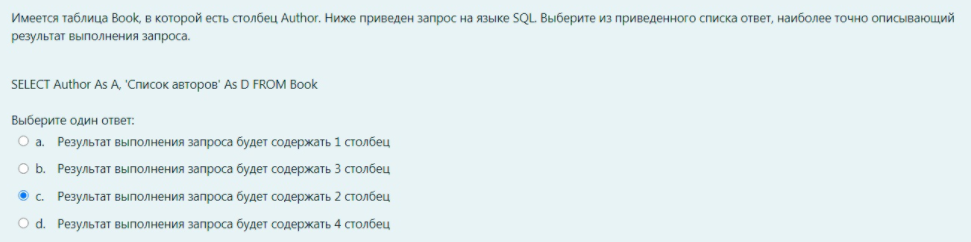 Имеется таблица Book, в которой есть столбец Author. Ниже приведен запрос на языке SQL. Выберите из приведенного списка ответ, наиболее точно описывающий
результат выполнения запроса.
SELECT Author As A, 'Список авторов' As D FROM Book
Выберите один ответ:
a. Результат выполнения запроса будет содержать 1 столбец
b. Результат выполнения запроса будет содержать 3 столбец
c. Результат выполнения запроса будет содержать 2 столбец
d. Результат выполнения запроса будет содержать 4 столбец